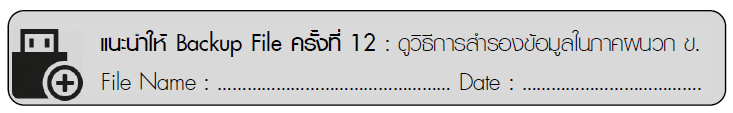 แนะนำให้ Backup File ครั้งที่ 12 : ดูวิธีการสำรองข้อมูลในภาคผนวก ข.
File Name : ................................................ Date : .....................................